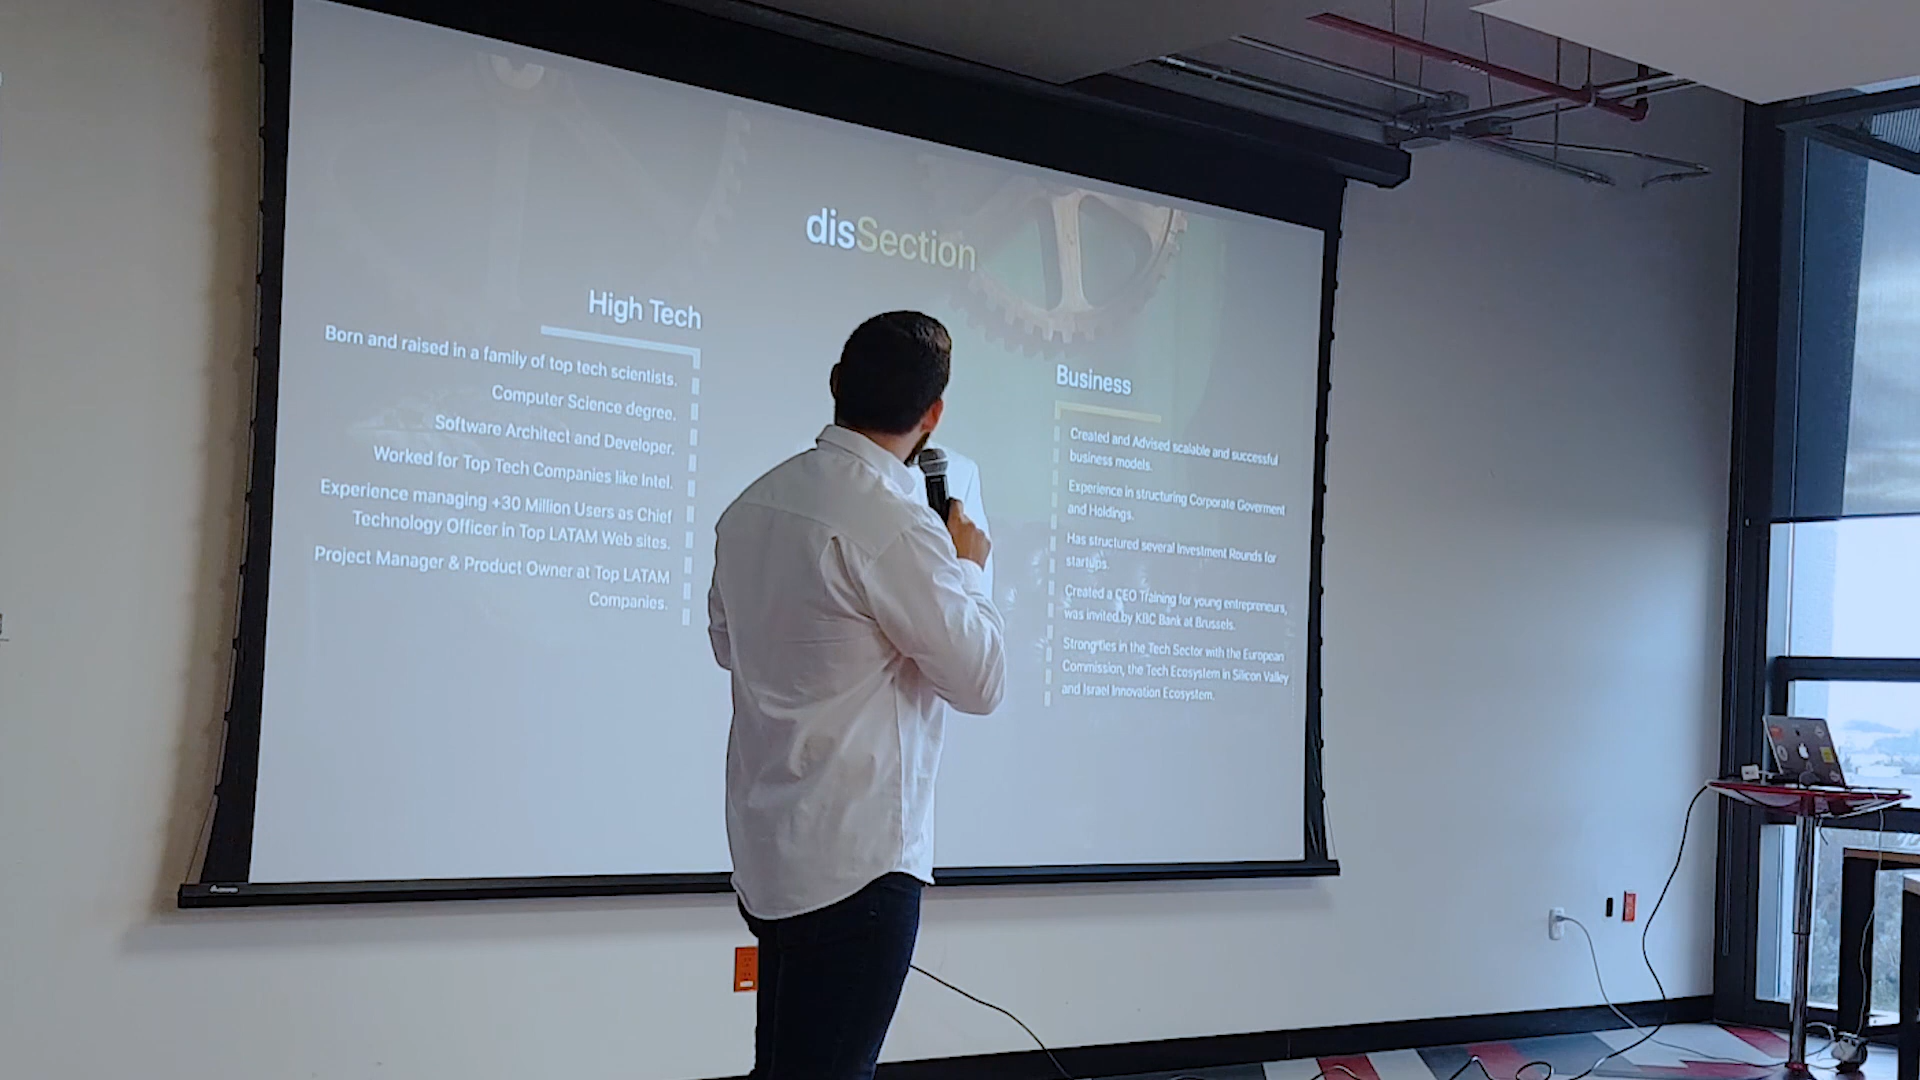 disSection
High Tech
Born and raised in a family of top tech scientists.
Computer Science degree.
Software Architect and Developer.
Worked for Top Tech Companies like Intel.
Experience managing +30 Million Users as Chief
Technology Officer in Top LATAM Web sites.
Project Manager & Product Owner at Top LATAM
Companies.
Business
Created and Advised scalable and successful
business models.
Experience in structuring Corporate Goverment
and Holdings.
Has structured several Investment Rounds for
startups.
Created a CEO Training for young entrepreneurs,
was invited by KBC Bank at Brussels.
Strong ties in the Tech Sector with the European
Commission, the Tech Ecosystem in Silicon Valley
and Israel Innovation Ecosystem.